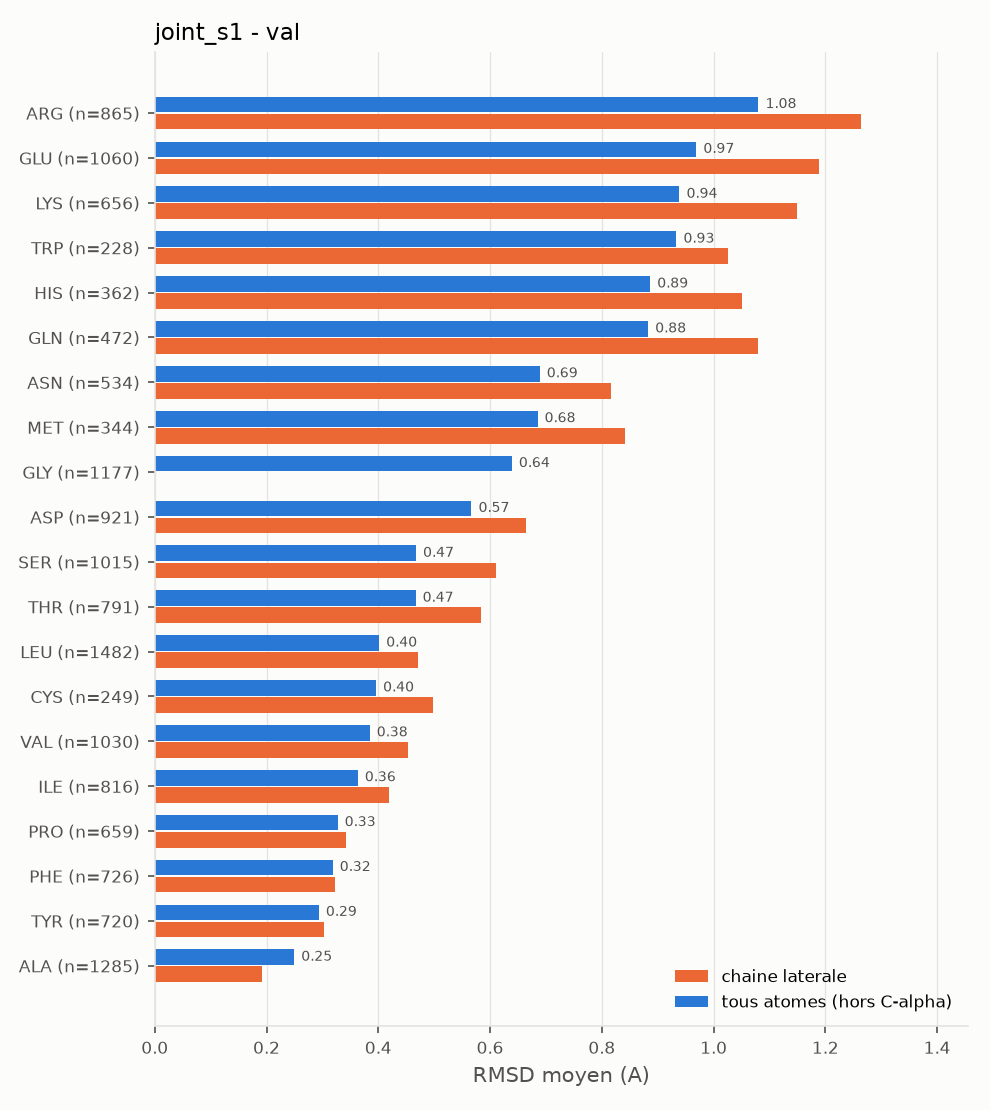 joint_s1 - val
ARG (n=865)
1.08
GLU (n=1060)
0.97
LYS (n=656)
0.94
TRP (n=228)
0.93
HIS (n=362)
0.89
GLN (n=472)
0.88
ASN (n=534)
0.69
MET (n=344)
0.68
GLY (n=1177)
0.64
ASP (n=921)
0.57
SER (n=1015)
0.47
THR (n=791)
0.47
LEU (n=1482)
0.40
CYS (n=249)
0.40
VAL (n=1030)
0.38
ILE (n=816)
0.36
PRO (n=659)
0.33
PHE (n=726)
0.32
TYR (n=720)
0.29
ALA (n=1285)
0.25
chaine laterale
tous atomes (hors C-alpha)
0.0 0.2 0.4 0.6 0.8 1.0 1.2 1.4
RMSD moyen (A)